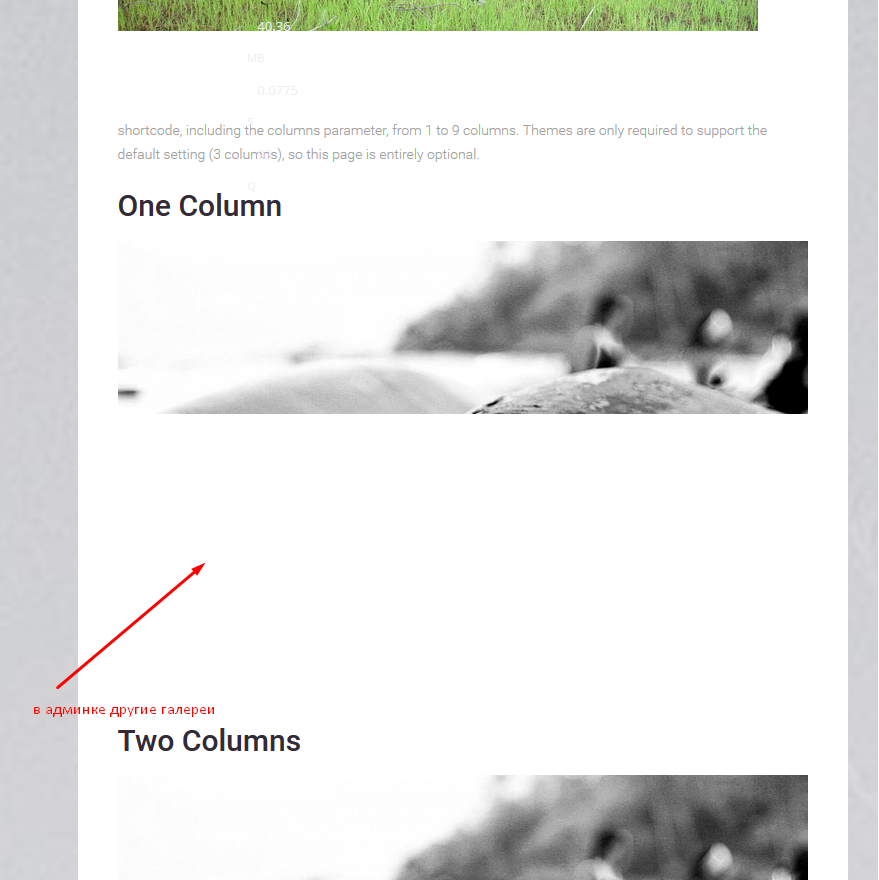 40.36
MB
0.0775
s
shortcode, including the columns parameter, from 1 to 9 columns. Themes are only required to support the
default setting (3 columns), so this page is entirely optional.
Q
One Column
в админке другие галереи
Two Columns